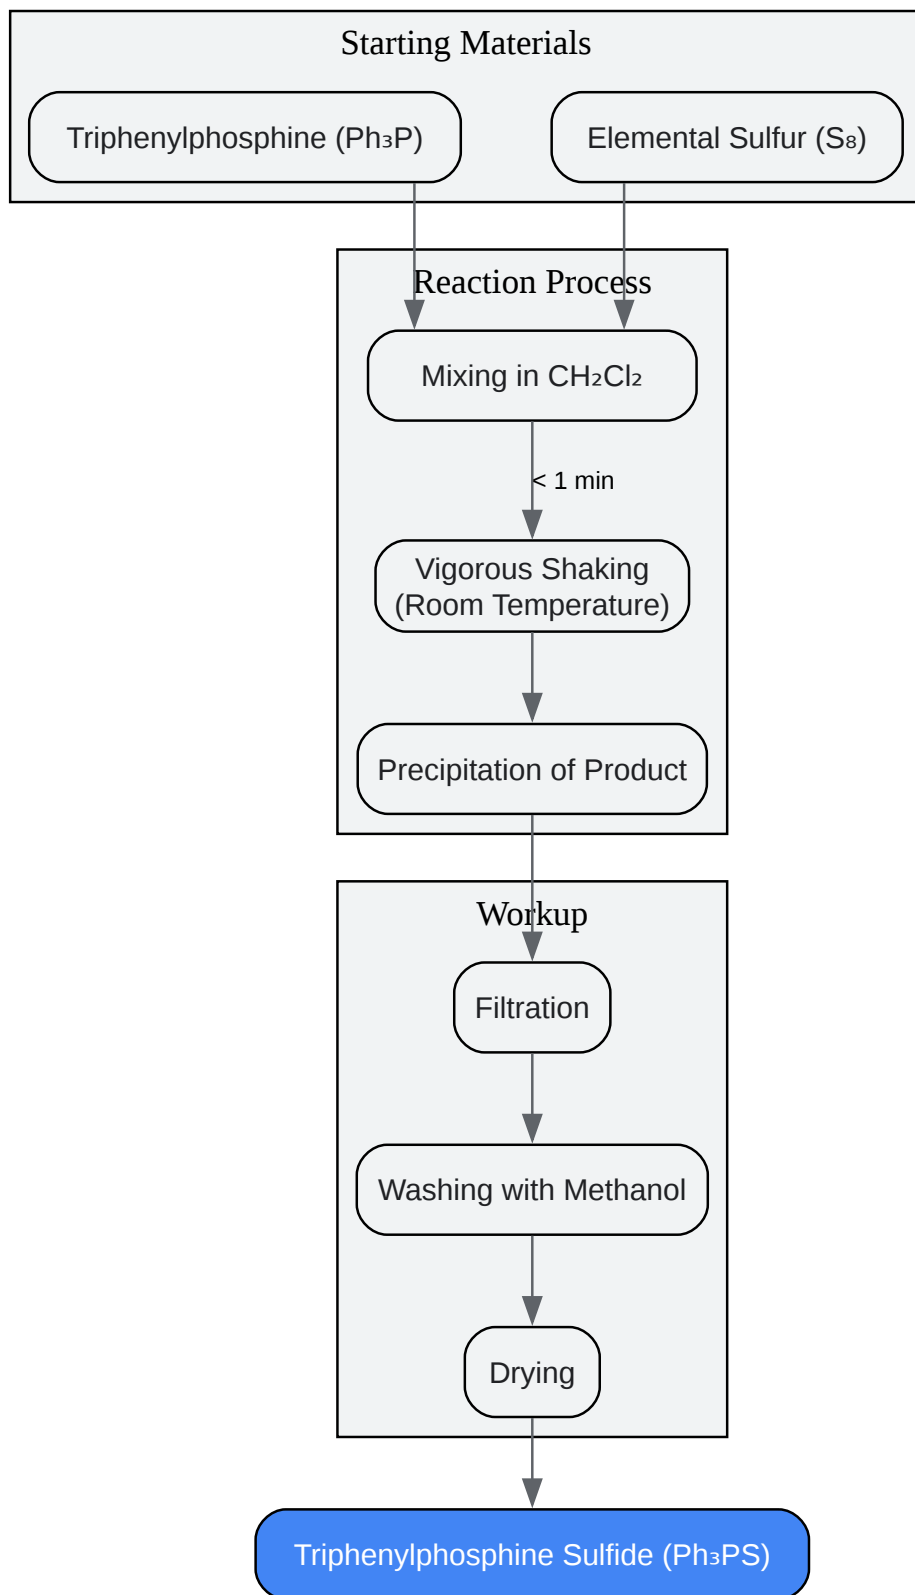 Starting Materials
Triphenylphosphine (Ph₃P)
Elemental Sulfur (S₈)
Reaction Process
Mixing in CH₂Cl₂
< 1 min
Vigorous Shaking
(Room Temperature)
Precipitation of Product
Workup
Filtration
Washing with Methanol
Drying
Triphenylphosphine Sulfide (Ph₃PS)